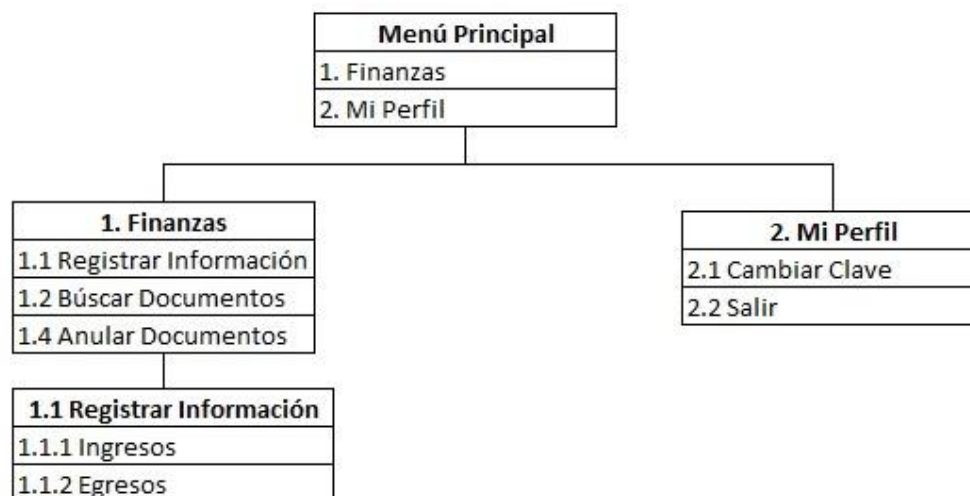 Menú Principal
1. Finanzas
2. Mi Perfil
1. Finanzas
1.1 Registrar Información
1.2 Búscar Documentos
1.4 Anular Documentos
2. Mi Perfil
2.1 Cambiar Clave
2.2 Salir
1.1 Registrar Información
1.1.1 Ingresos
1.1.2 Egresos